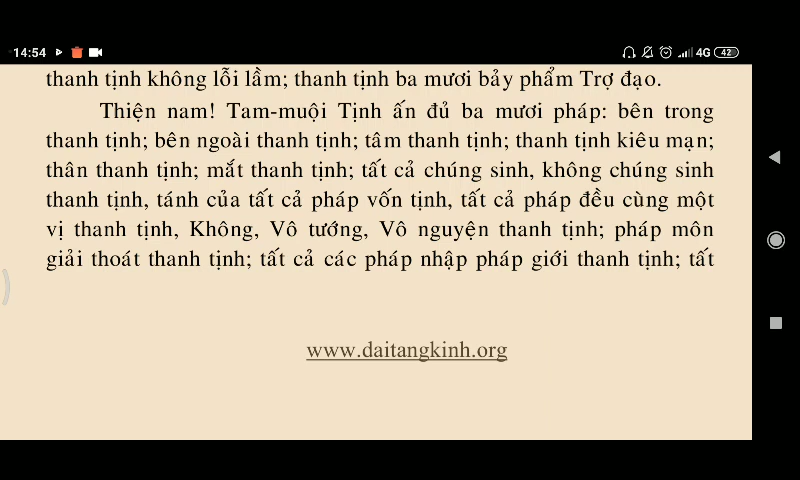 14:54
4G 42
thanh tịnh không lỗi lầm; thanh tịnh ba mươi bảy phẩm Trợ đạo.
Thiện nam! Tam-muội Tịnh ấn đủ ba mươi pháp: bên trong
thanh tịnh; bên ngoài thanh tịnh; tâm thanh tịnh; thanh tịnh kiêu mạn;
thân thanh tịnh; mắt thanh tịnh; tất cả chúng sinh, không chúng sinh
thanh tịnh, tánh của tất cả pháp vốn tịnh, tất cả pháp đều cùng một
vị thanh tịnh, Không, Vô tướng, Vô nguyện thanh tịnh; pháp môn
giải thoát thanh tịnh; tất cả các pháp nhập pháp giới thanh tịnh; tất
www.daitangkinh.org